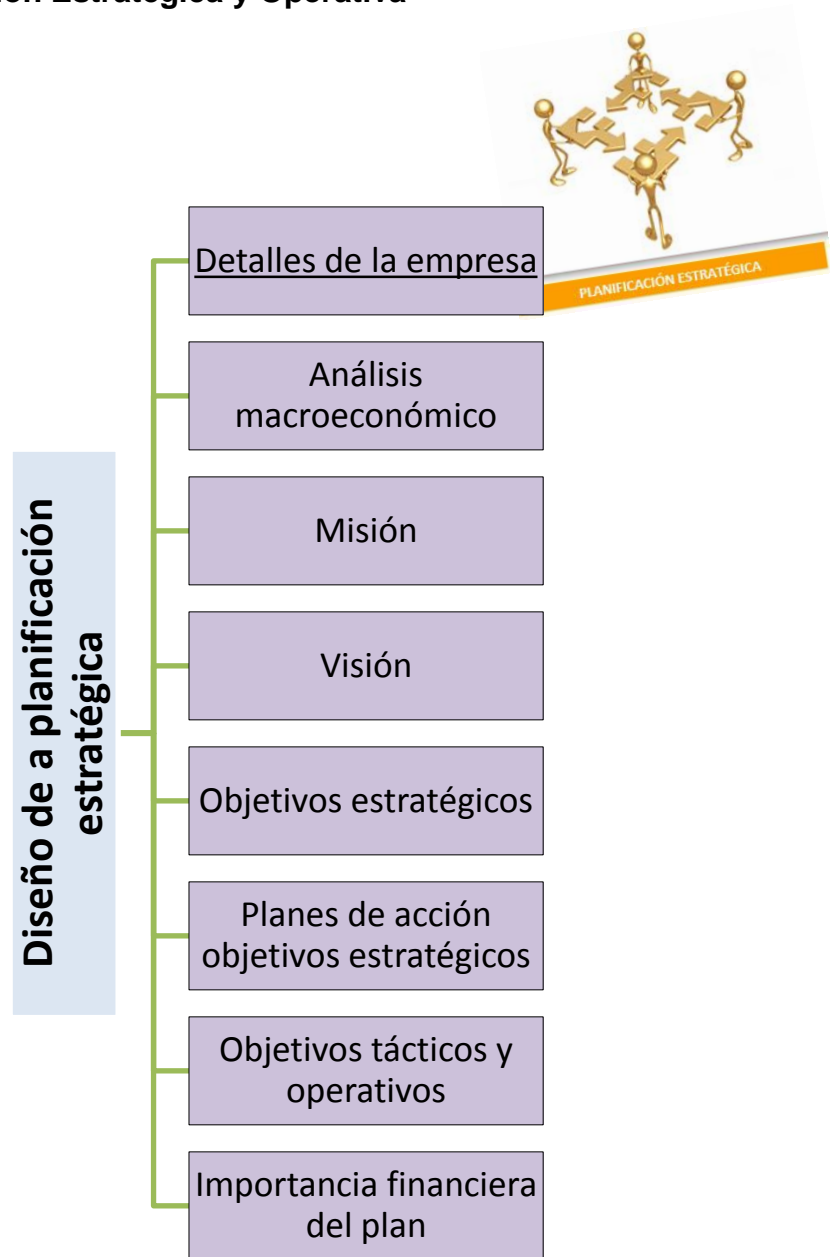 Estratégica y Operativa
PLANIFICACIÓN ESTRATÉGICA
Diseño de a planificación
estratégica
Detalles de la empresa
Análisis
macroeconómico
Misión
Visión
Objetivos estratégicos
Planes de acción
objetivos estratégicos
Objetivos tácticos y
operativos
Importancia financiera
del plan